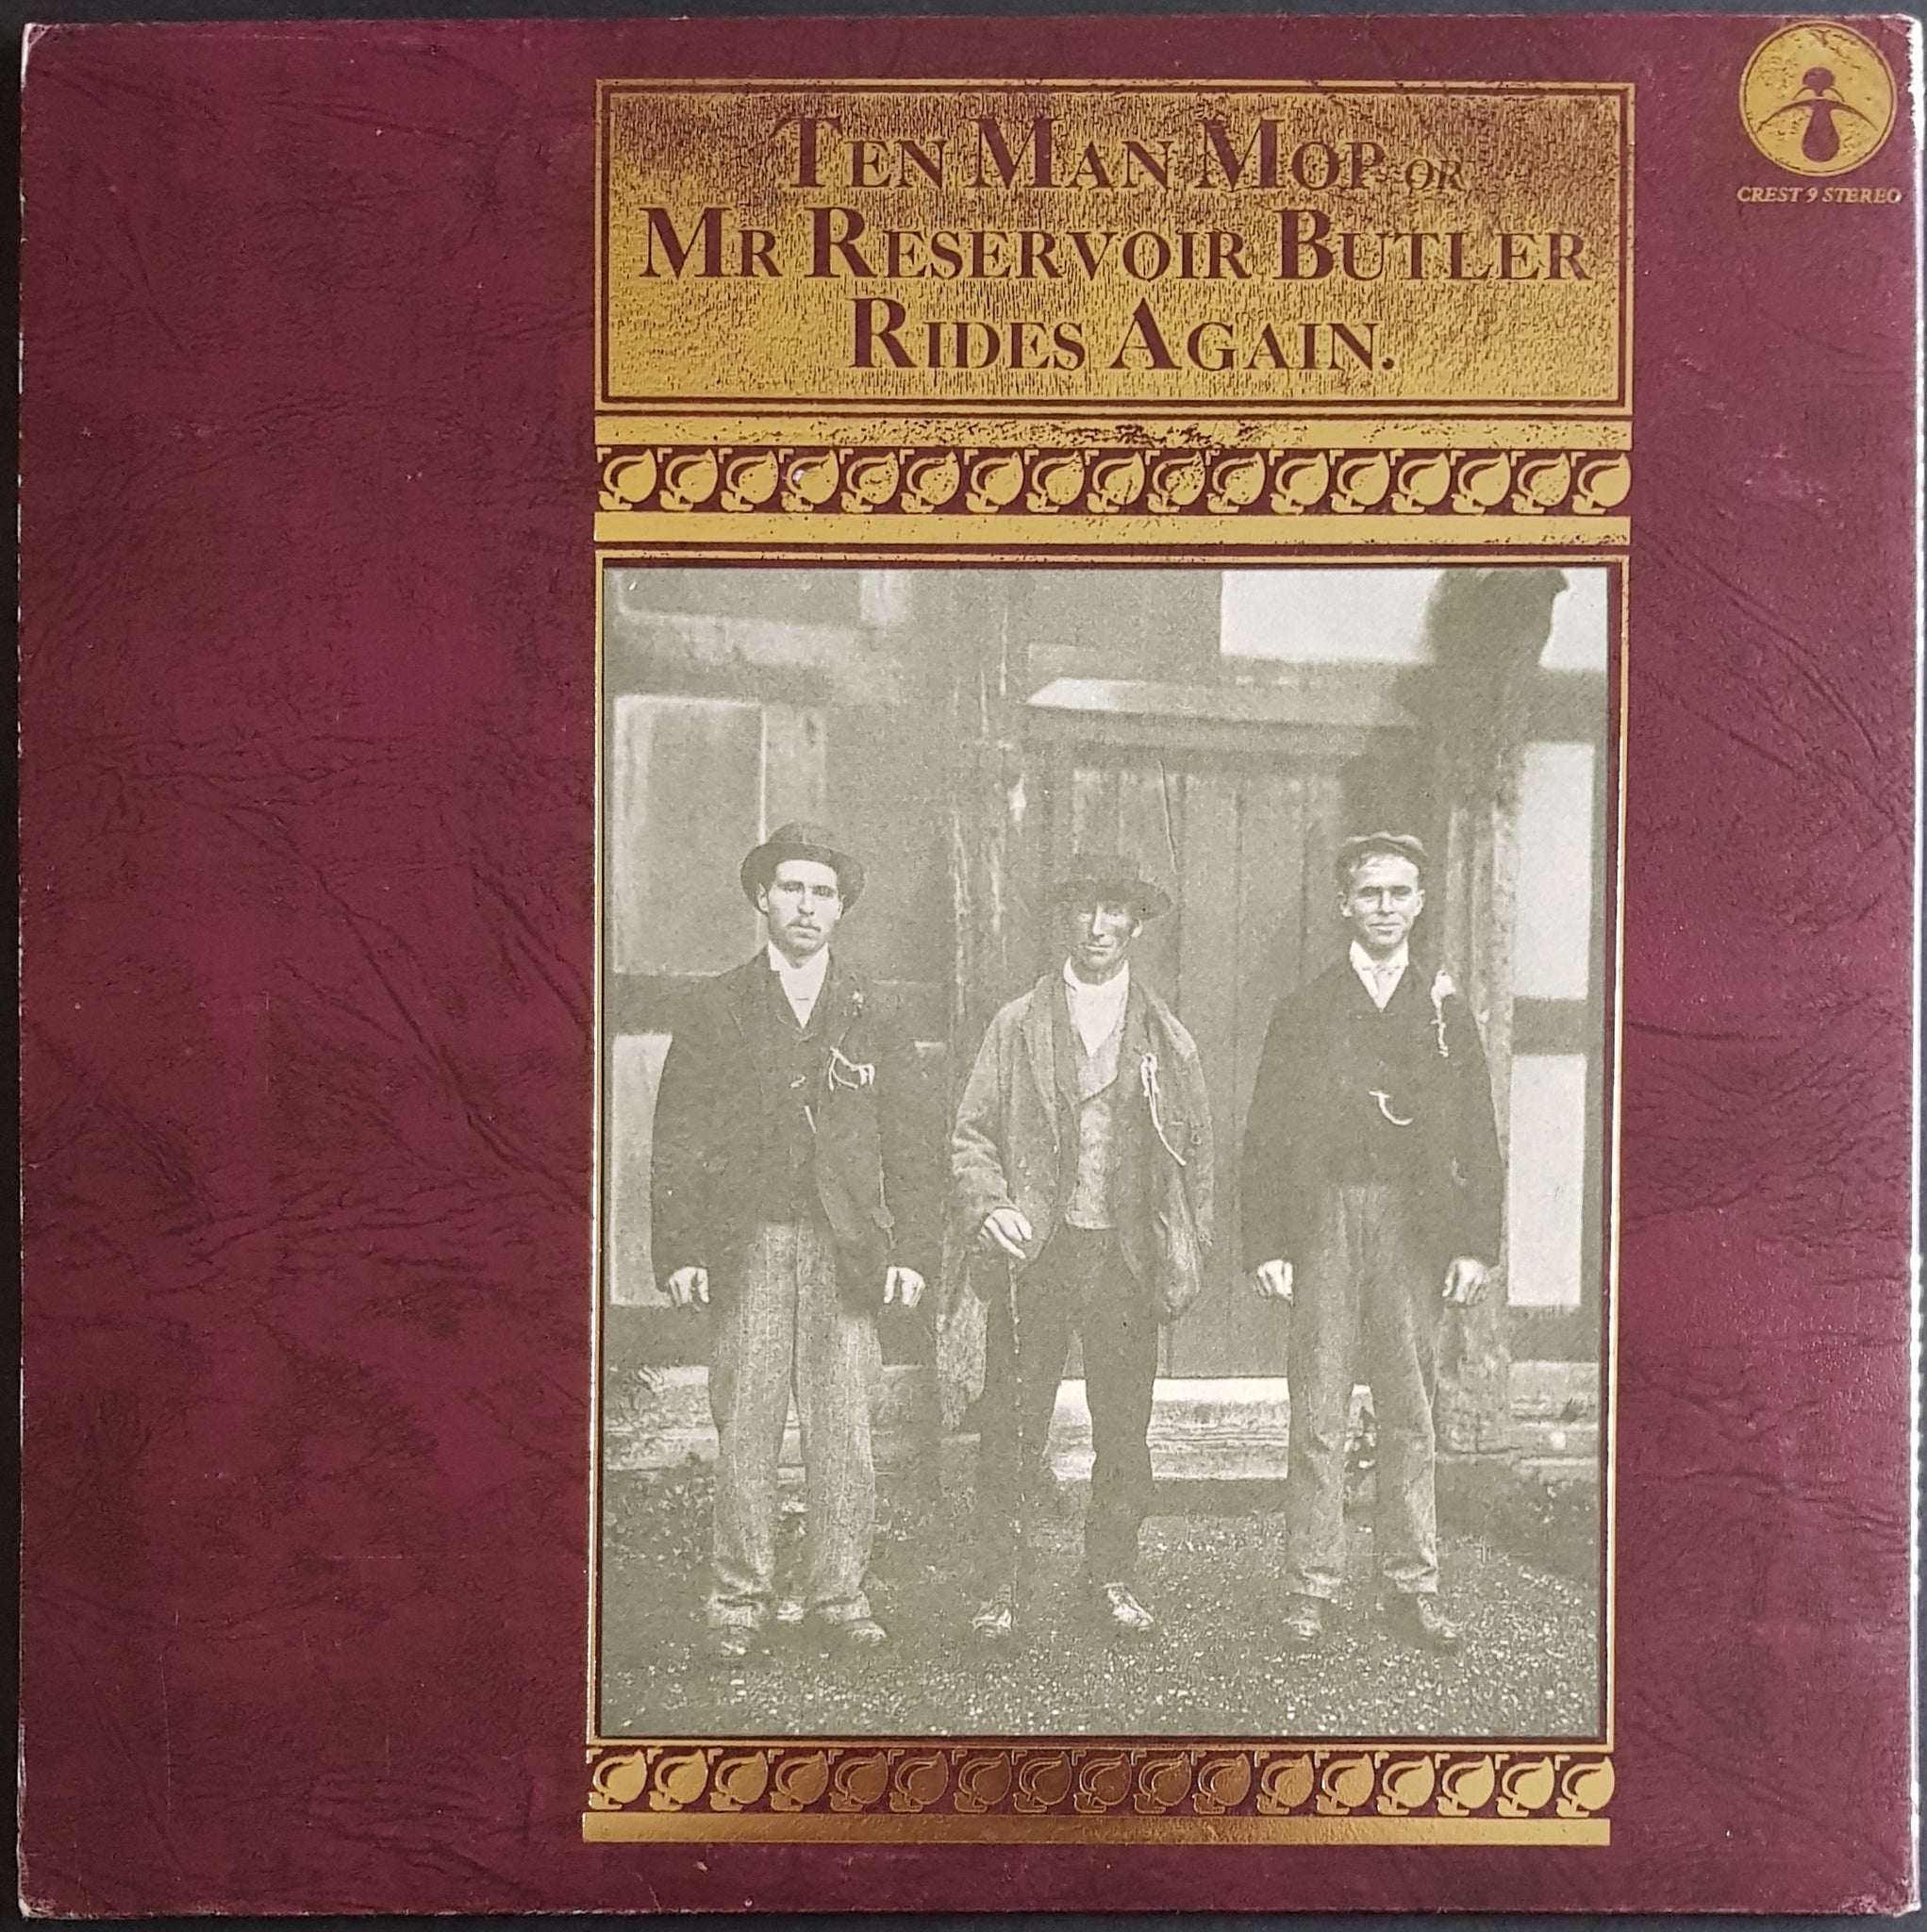 TEN MAN MOP OR
MR RESERVOIR BUTLER
RIDES AGAIN.
CREST 9 STEREO